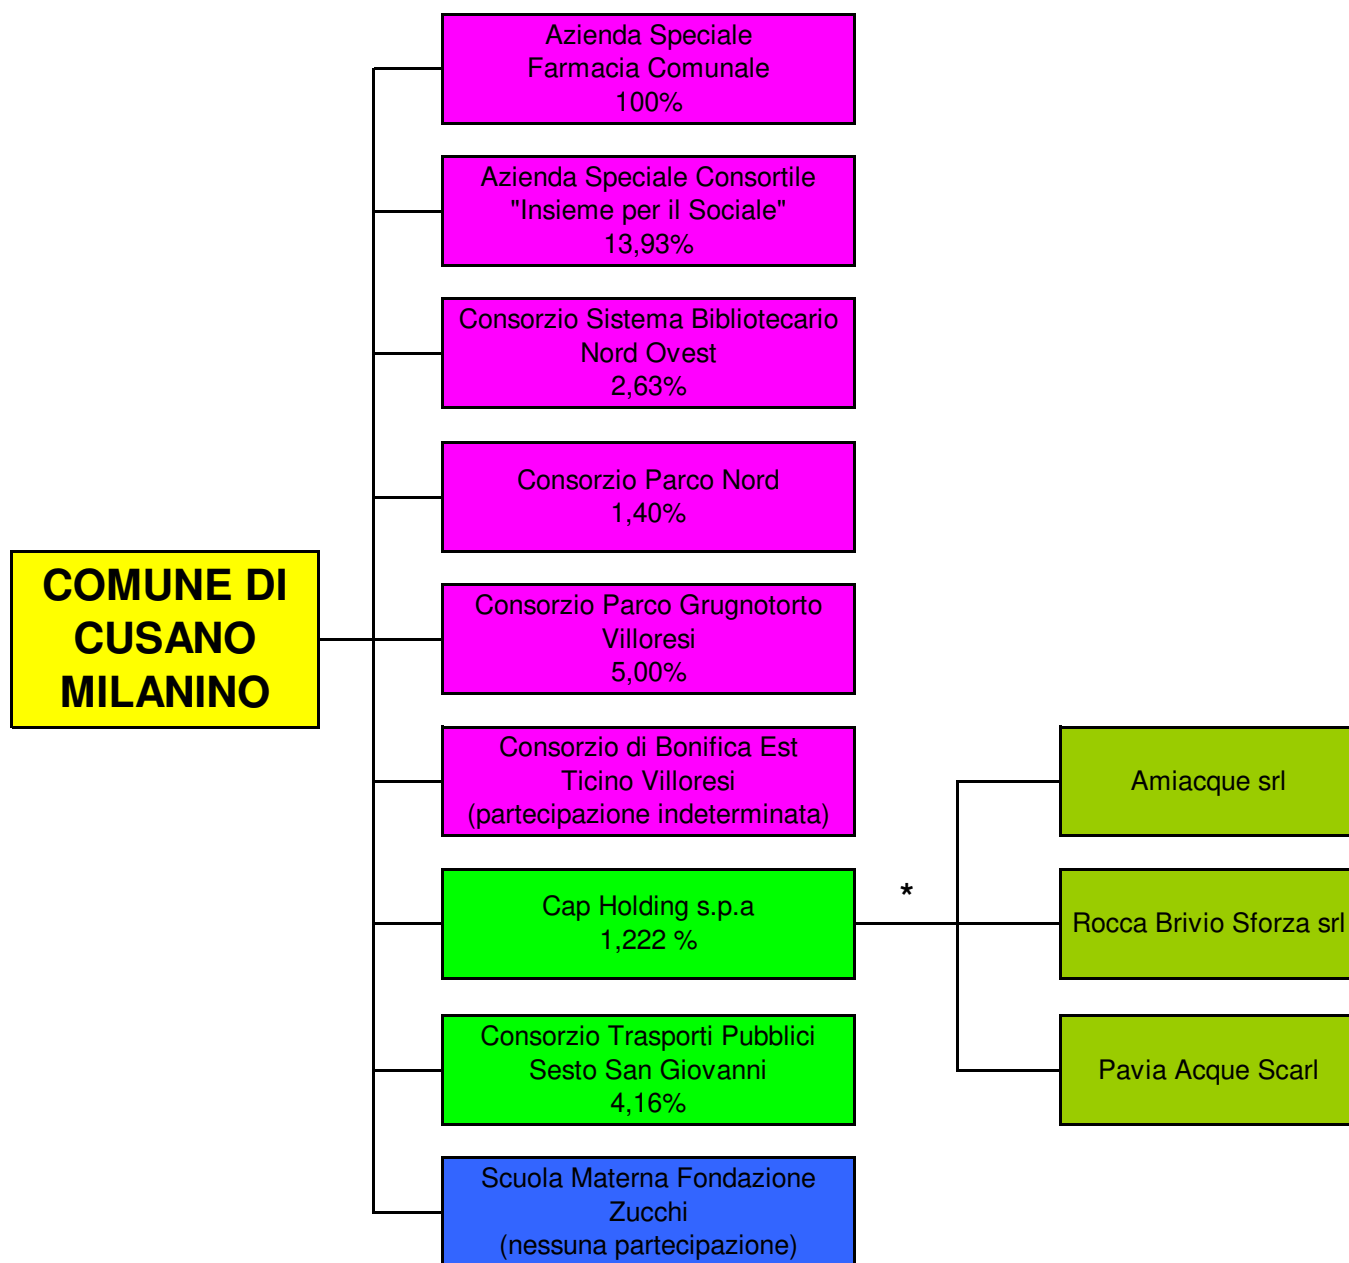 Azienda Speciale
Farmacia Comunale
100%
Azienda Speciale Consortile
"Insieme per il Sociale"
13,93%
Consorzio Sistema Bibliotecario
Nord Ovest
2,63%
Consorzio Parco Nord
1,40%
COMUNE DI
CUSANO
MILANINO
Consorzio Parco Grugnotorto
Villoresi
5,00%
Consorzio di Bonifica Est
Ticino Villoresi
(partecipazione indeterminata)
Amiacque srl
Cap Holding s.p.a
1,222 %
*
Rocca Brivio Sforza srl
Consorzio Trasporti Pubblici
Sesto San Giovanni
4,16%
Pavia Acque Scarl
Scuola Materna Fondazione
Zucchi
(nessuna partecipazione)